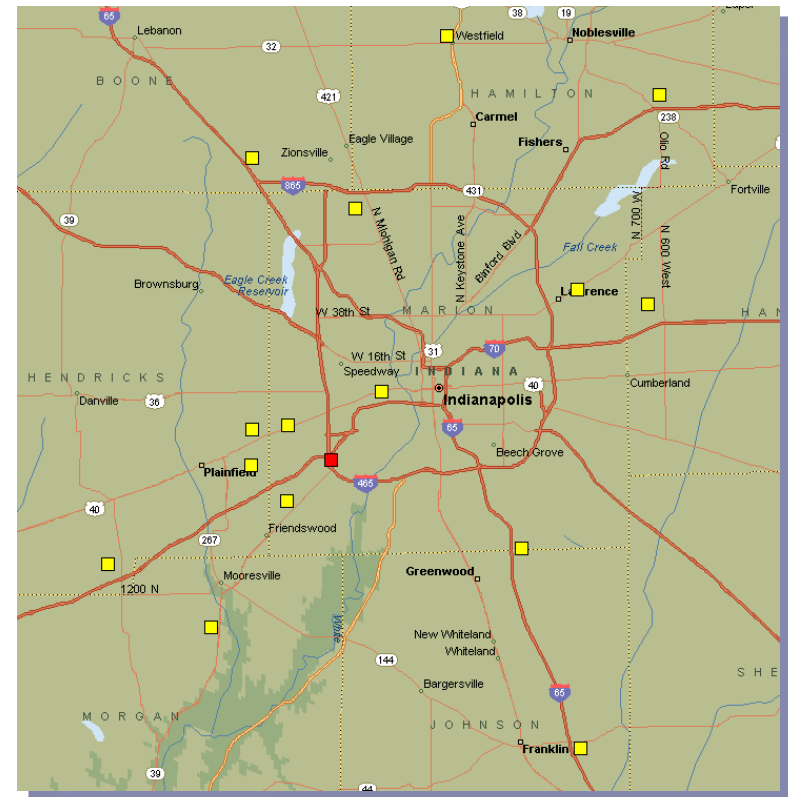 65
38
19
Lebanon
Westfield
Noblesville
32
BOONE
421
HAMILTON
Carmel
238
Eagle Village
Fishers
Olio Rd
Zionsville
865
431
Fortville
39
N Michigan Rd
N Keystone Ave
Binford Blvd
N 700 W
N 600 West
Fall Creek
Brownsburg
Eagle Creek
Reservoir
W 38th St
MARION
HAN
31
70
W 16th St
Speedway
INDIANA
HENDRICKS
Danville
36
40
Cumberland
Indianapolis
65
Beech Grove
Plainfield
465
40
Friendswood
267
Mooresville
Greenwood
1200 N
White
New Whiteland
Whiteland
144
Bargersville
SHE
65
MORGAN
JOHNSON
Franklin
39
44